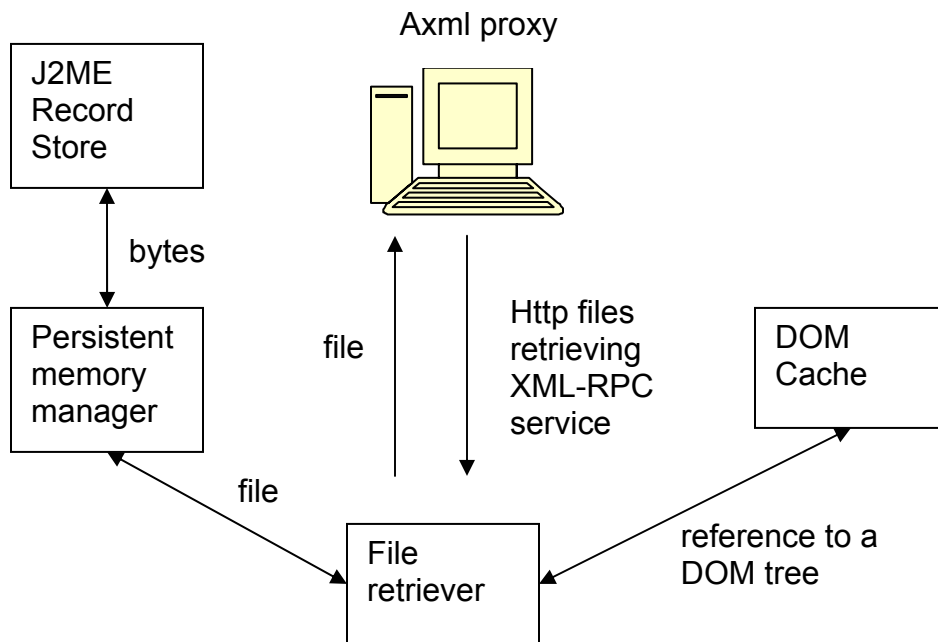 Axml proxy
J2ME
Record
Store
bytes
Persistent
memory
manager
file
file
Http files
retrieving
XML-RPC
service
DOM
Cache
File
retriever
reference to a
DOM tree